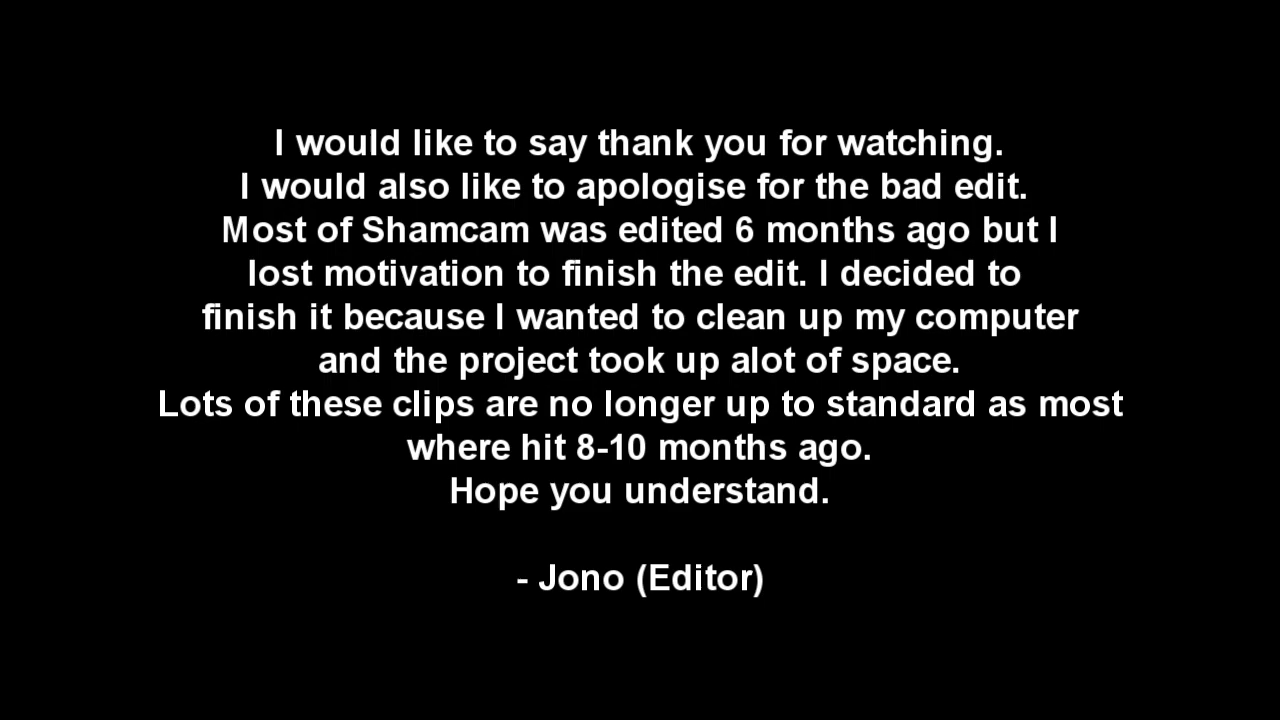 I would like to say thank you for watching.
I would also like to apologise for the bad edit.
Most of Shamcam was edited 6 months ago but I
lost motivation to finish the edit. I decided to
finish it because I wanted to clean up my computer
and the project took up alot of space.
Lots of these clips are no longer up to standard as most
where hit 8-10 months ago.
Hope you understand.
- Jono (Editor)